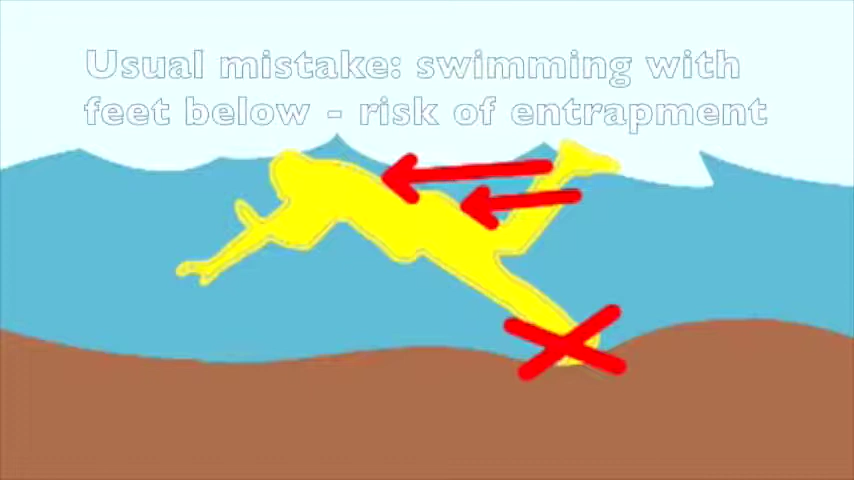 Usual mistake: swimming with
feet below - risk of entrapment